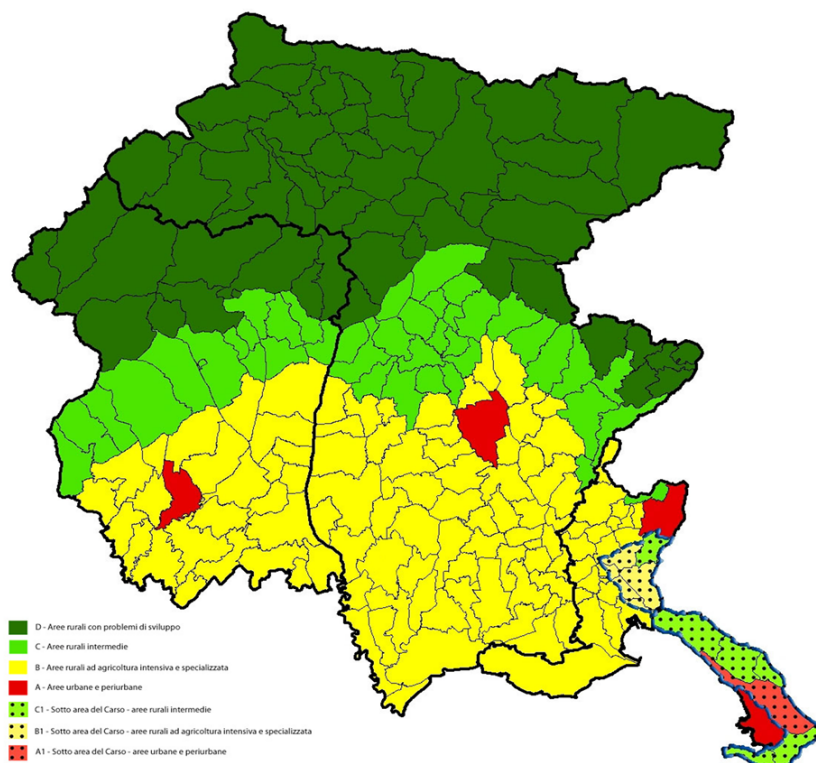 D - Aree rurali con problemi di sviluppo
C - Aree rurali intermedie
B - Aree rurali ad agricoltura intensiva e specializzata
A - Aree urbane e periurbane
C1 - Sotto area del Carso - aree rurali intermedie
B1 - Sotto area del Carso - aree rurali ad agricoltura intensiva e specializzata
A1 - Sotto area del Carso - aree urbane e periurbane